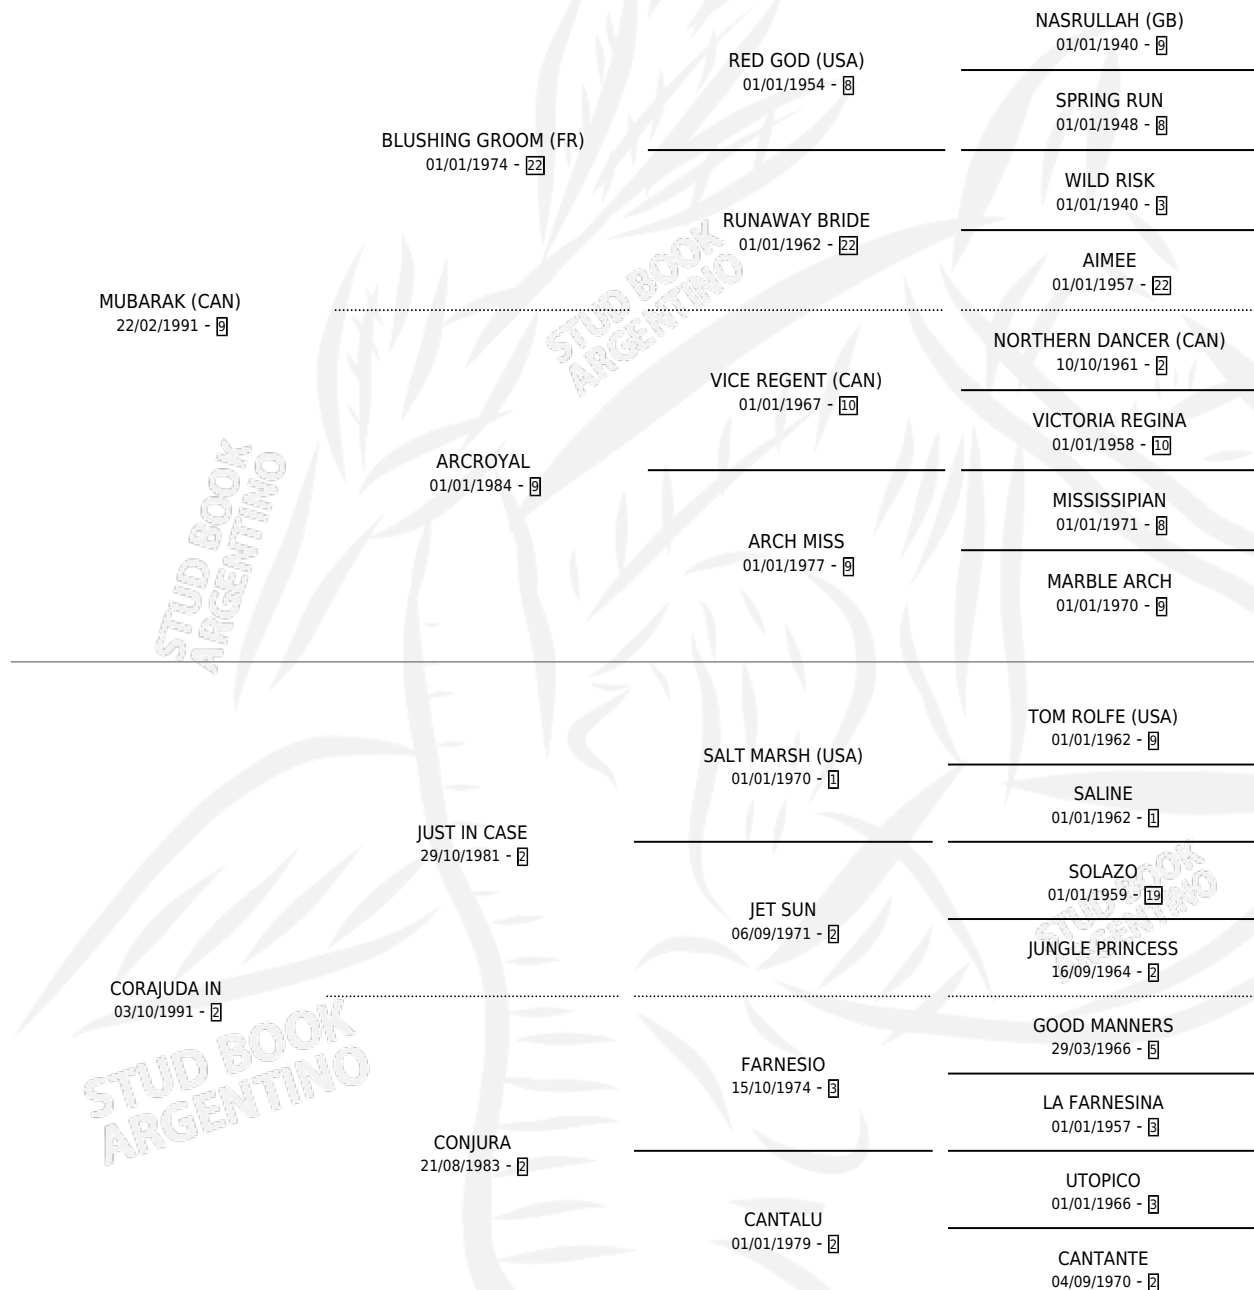 NASRULLAH (GB)
01/01/1940 - 9
RED GOD (USA)
01/01/1954 - 8
SPRING RUN
01/01/1948 - 8
BLUSHING GROOM (FR)
01/01/1974 - 22
WILD RISK
01/01/1940 - 3
RUNAWAY BRIDE
01/01/1962 - 22
AIMEE
01/01/1957 - 22
MUBARAK (CAN)
22/02/1991 - 9
NORTHERN DANCER (CAN)
10/10/1961 - 2
VICE REGENT (CAN)
01/01/1967 - 10
VICTORIA REGINA
01/01/1958 - 10
ARCROYAL
01/01/1984 - 9
MISSISSIPIAN
01/01/1971 - 8
ARCH MISS
01/01/1977 - 9
MARBLE ARCH
01/01/1970 - 9
TOM ROLFE (USA)
01/01/1962 - 9
SALT MARSH (USA)
01/01/1970 - 1
SALINE
01/01/1962 - 1
JUST IN CASE
29/10/1981 - 2
SOLAZO
01/01/1959 - 19
JET SUN
06/09/1971 - 2
JUNGLE PRINCESS
16/09/1964 - 2
CORAJUDA IN
03/10/1991 - 2
GOOD MANNERS
29/03/1966 - 5
FARNESIO
15/10/1974 - 3
LA FARNESINA
01/01/1957 - 3
CONJURA
21/08/1983 - 2
UTOPICO
01/01/1966 - 3
CANTALU
01/01/1979 - 2
CANTANTE
04/09/1970 - 2
STUD BOOK
ARGENTINO
STUD BOOK
ARGENTINO
STUD BOOK
ARGENTINO
STUD BOOK
ARGENTINO